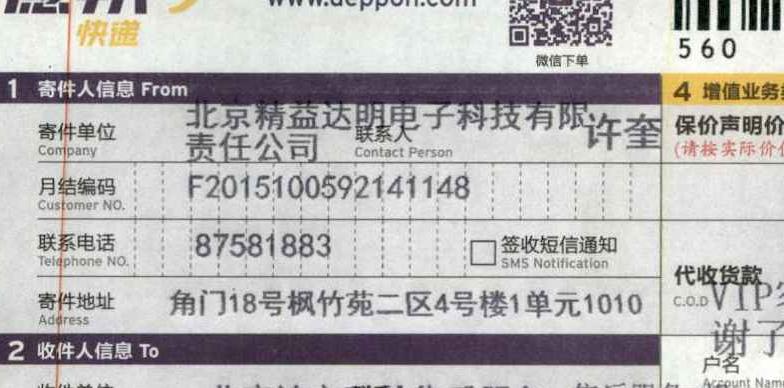 快递
www.deppon.com
微信下单
560
1 寄件人信息 From
4 增值业务
寄件单位
Company
北京精益达明电子科技有限
责任公司
联系人
Contact Person
许奎
保价声明价
(请按实际价
月结编码
Customer NO.
F2015100592141148
联系电话
Telephone NO.
87581883
签收短信通知
SMS Notification
代收货款
C.O.D
VIP
谢了
寄件地址
Address
角门18号枫竹苑二区4号楼1单元1010
2 收件人信息 To
户名
Account Name